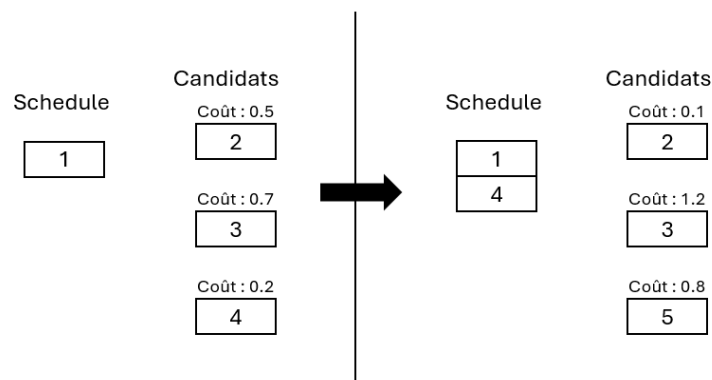 Schedule
1
Candidats
Coût : 0.5
2
Coût : 0.7
3
Coût : 0.2
4
Schedule
1
4
Candidats
Coût : 0.1
2
Coût : 1.2
3
Coût : 0.8
5